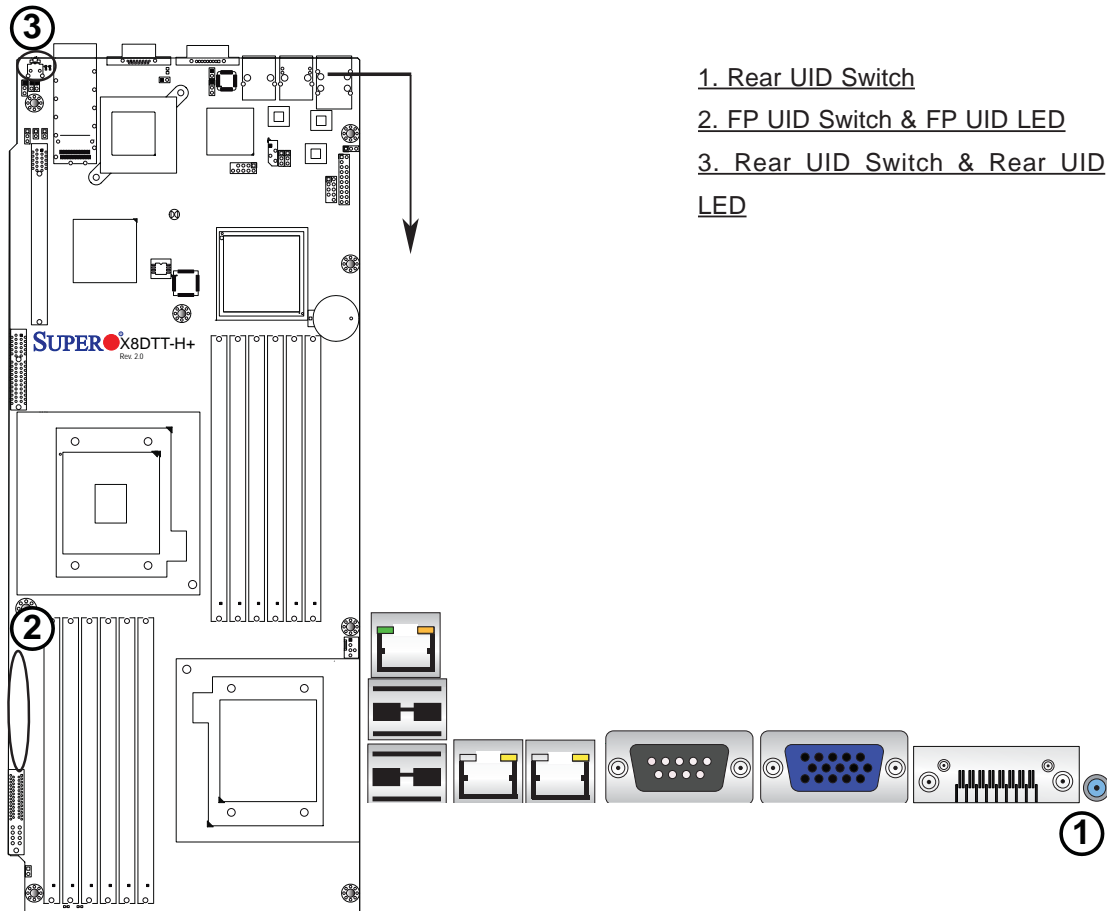 3
1. Rear UID Switch
2. FP UID Switch & FP UID LED
3. Rear UID Switch & Rear UID
LED
SUPER X8DTT-H+
Rev. 2.0
2
1